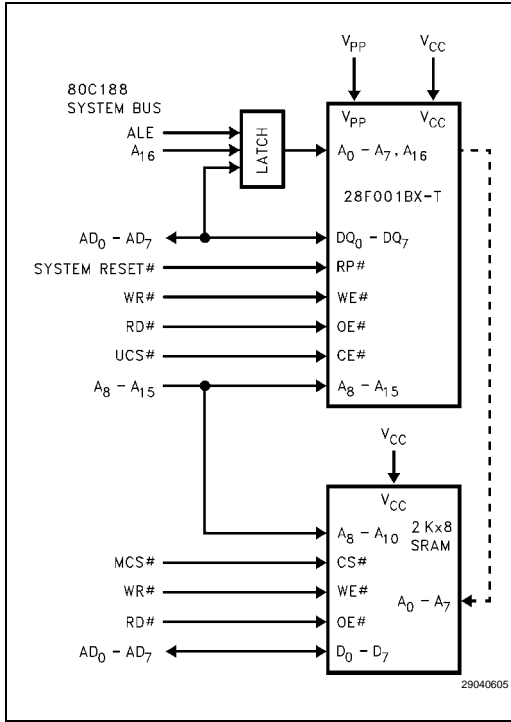 V_PP V_CC
80C188
SYSTEM BUS
V_PP V_CC
ALE
A_16
LATCH
A_0 – A_7, A_16
28F001BX-T
AD_0 – AD_7
DQ_0 – DQ_7
SYSTEM RESET#
RP#
WR#
WE#
RD#
OE#
UCS#
CE#
A_8 – A_15
A_8 – A_15
V_CC
V_CC
A_8 – A_10
2 Kx8
SRAM
MCS#
CS#
WR#
WE#
A_0 – A_7
RD#
OE#
AD_0 – AD_7
D_0 – D_7
29040605